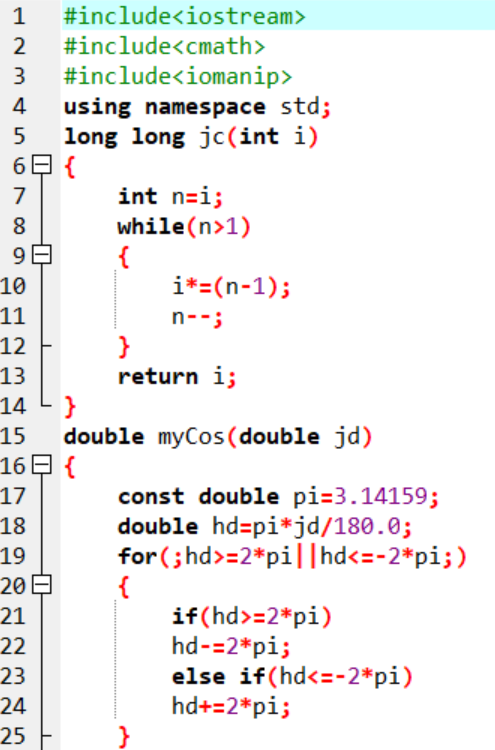 1 #include<iostream>
2 #include<cmath>
3 #include<iomanip>
4 using namespace std;
5 long long jc(int i)
6 {
7 int n=i;
8 while(n>1)
9 {
10 i*=(n-1);
11 n--;
12 }
13 return i;
14 }
15 double myCos(double jd)
16 {
17 const double pi=3.14159;
18 double hd=pi*jd/180.0;
19 for(;hd>=2*pi||hd<=-2*pi;)
20 {
21 if(hd>=2*pi)
22 hd-=2*pi;
23 else if(hd<=-2*pi)
24 hd+=2*pi;
25 }